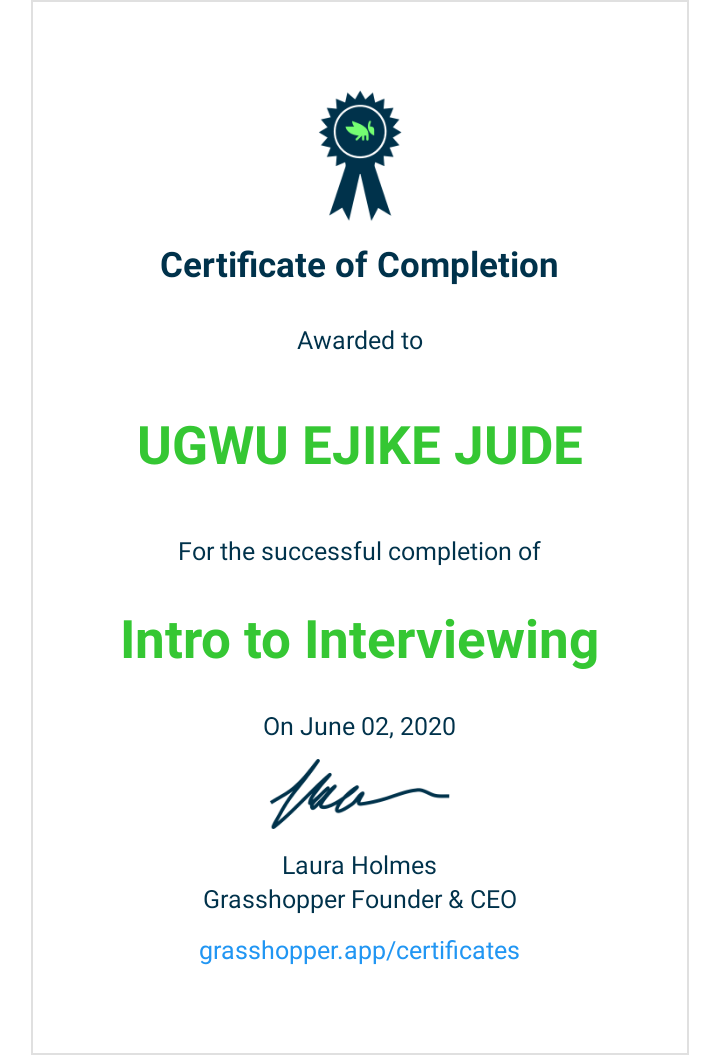 Certificate of Completion
Awarded to
UGWU EJIKE JUDE
For the successful completion of
Intro to Interviewing
On June 02, 2020
Laura Holmes
Grasshopper Founder & CEO
grasshopper.app/certificates